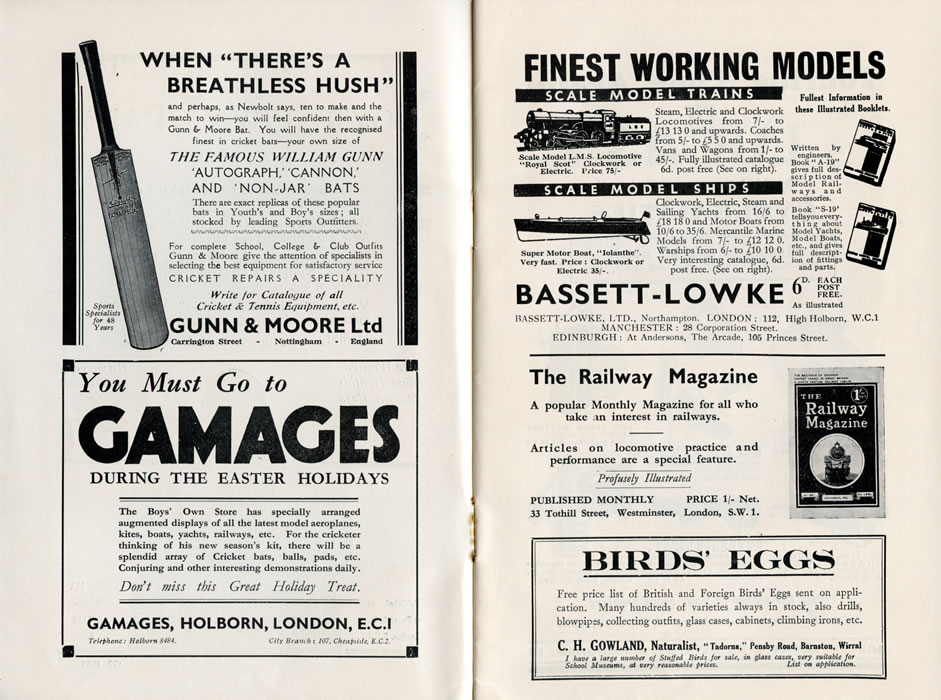 WHEN "THERE'S A
BREATHLESS HUSH"
and perhaps, as Newbolt says, ten to make and the
match to win—you will feel confident then with a
Gunn & Moore Bat. You will have the recognised
finest in cricket bats—your own size of
THE FAMOUS WILLIAM GUNN
'AUTOGRAPH,' 'CANNON,'
AND 'NON-JAR' BATS
There are exact replicas of these popular
bats in Youth's and Boy's sizes; all
stocked by leading Sports Outfitters.
For complete School, College & Club Outfits
Gunn & Moore give the attention of specialists in
selecting the best equipment for satisfactory service
CRICKET REPAIRS A SPECIALITY
Write for Catalogue of all
Cricket & Tennis Equipment, etc.
Sports
Specialists
for 48
Years
GUNN & MOORE Ltd
Carrington Street - Nottingham - England
You Must Go to
GAMAGES
DURING THE EASTER HOLIDAYS
The Boys' Own Store has specially arranged
augmented displays of all the latest model aeroplanes,
kites, boats, yachts, railways, etc. For the cricketer
thinking of his new season's kit, there will be a
splendid array of Cricket bats, balls, pads, etc.
Conjuring and other interesting demonstrations daily.
Don't miss this Great Holiday Treat.
GAMAGES, HOLBORN, LONDON, E.C.1
Telephone: Holborn 8484. City Branch: 107, Cheapside, E.C.2.
FINEST WORKING MODELS
SCALE MODEL TRAINS
Steam, Electric and Clockwork
Locomotives from 7/- to
£13 13 0 and upwards. Coaches
from 5/- to £5 5 0 and upwards.
Vans and Wagons from 1/- to
45/-. Fully illustrated catalogue
6d. post free (See on right).
Scale Model L.M.S. Locomotive
"Royal Scot" Clockwork or
Electric. Price 75/-
SCALE MODEL SHIPS
Clockwork, Electric, Steam and
Sailing Yachts from 16/6 to
£18 18 0 and Motor Boats from
10/6 to 35/6. Mercantile Marine
Models from 7/- to £12 12 0.
Warships from 6/- to £10 10 0.
Very interesting catalogue, 6d.
post free. (See on right).
Super Motor Boat, "Iolanthe".
Very fast. Price: Clockwork or
Electric 35/-.
Fullest Information in
these Illustrated Booklets.
Written by
engineers.
Book "A-19"
gives full des-
cription of
Model Rail-
ways and
accessories.
Book "S-19'
tells you every-
thing about
Model Yachts,
Model Boats,
etc., and gives
full descript-
ion of fittings
and parts.
BASSETT-LOWKE
6D. EACH
POST
FREE.
As illustrated
BASSETT-LOWKE, LTD., Northampton. LONDON: 112, High Holborn, W.C.1
MANCHESTER: 28 Corporation Street.
EDINBURGH: At Andersons, The Arcade, 105 Princes Street.
The Railway Magazine
A popular Monthly Magazine for all who
take an interest in railways.
Articles on locomotive practice and
performance are a special feature.
Profusely Illustrated
PUBLISHED MONTHLY PRICE 1/- Net.
33 Tothill Street, Westminster, London, S.W.1.
THE 1/-
Railway
Magazine
BIRDS' EGGS
Free price list of British and Foreign Birds' Eggs sent on appli-
cation. Many hundreds of varieties always in stock, also drills,
blowpipes, collecting outfits, glass cases, cabinets, climbing irons, etc.
C. H. GOWLAND, Naturalist, "Tadorna," Pensby Road, Barnston, Wirral
I have a large number of Stuffed Birds for sale, in glass cases, very suitable for
School Museums, at very reasonable prices. List on application.